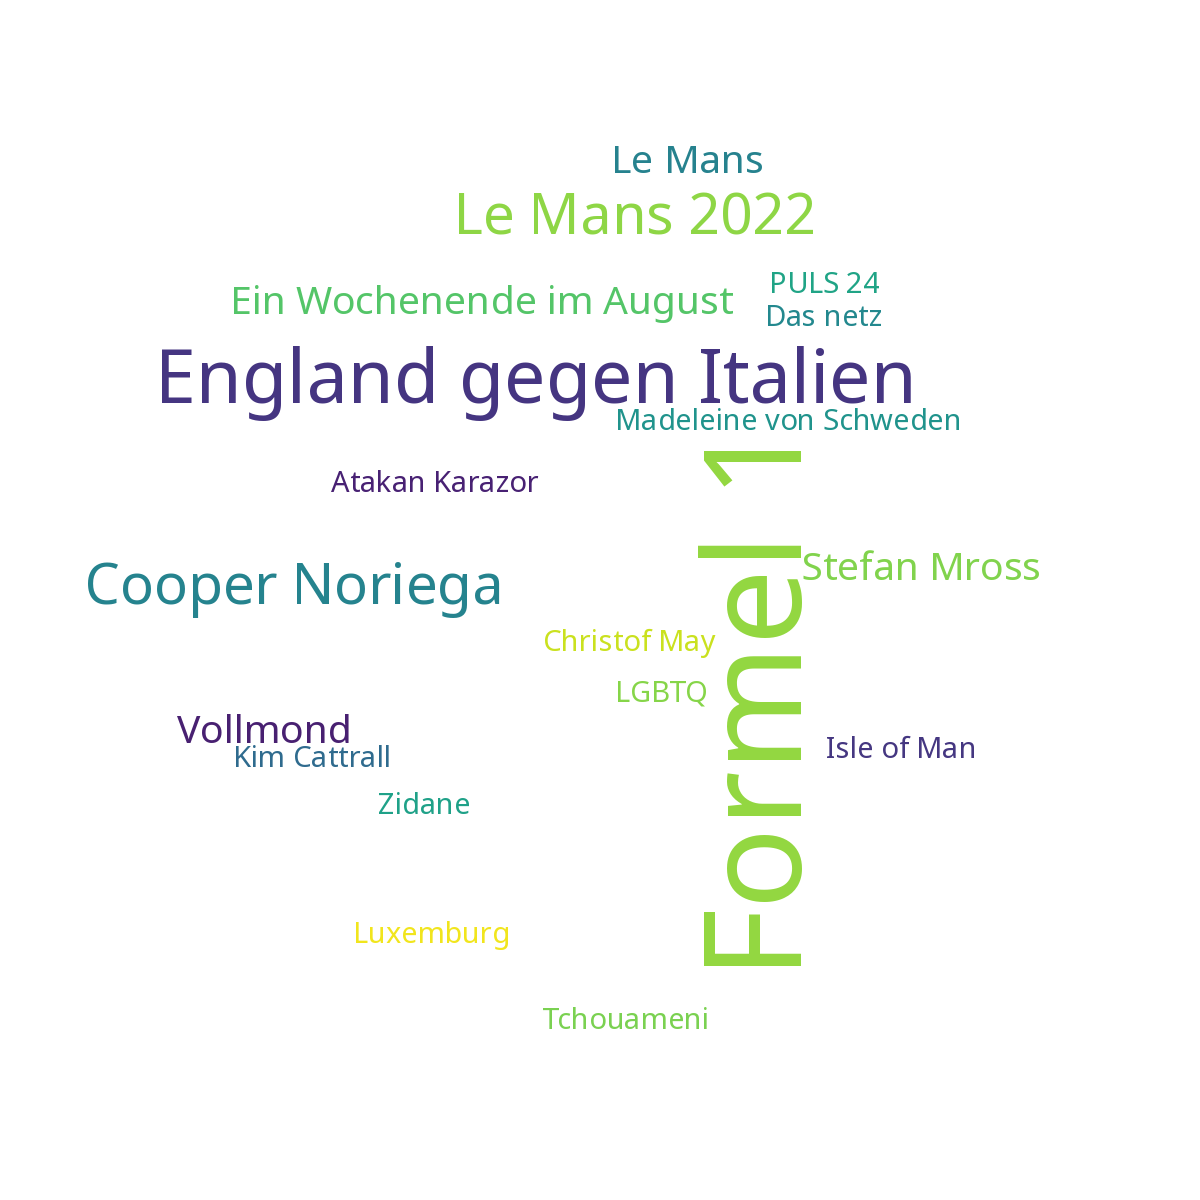 Le Mans
Le Mans 2022
PULS 24
Ein Wochenende im August
Das netz
England gegen Italien
Madeleine von Schweden
Atakan Karazor
Formel 1
Stefan Mross
Cooper Noriega
Christof May
LGBTQ
Vollmond
Isle of Man
Kim Cattrall
Zidane
Luxemburg
Tchouameni